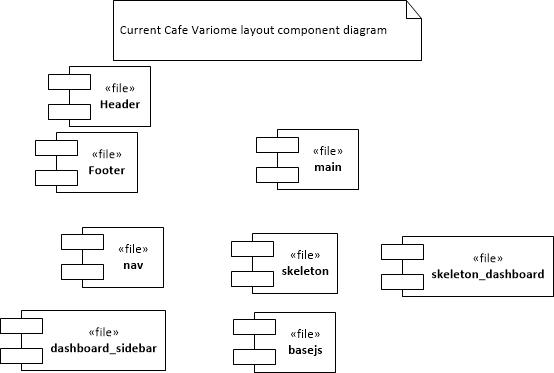 Current Cafe Variome layout component diagram
«file»
Header
«file»
Footer
«file»
main
«file»
nav
«file»
skeleton
«file»
skeleton_dashboard
«file»
dashboard_sidebar
«file»
basejs